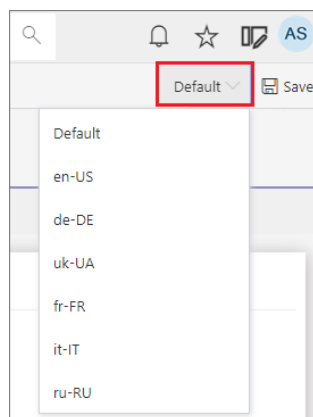 AS
Default
Save
Default
en-US
de-DE
uk-UA
fr-FR
it-IT
ru-RU